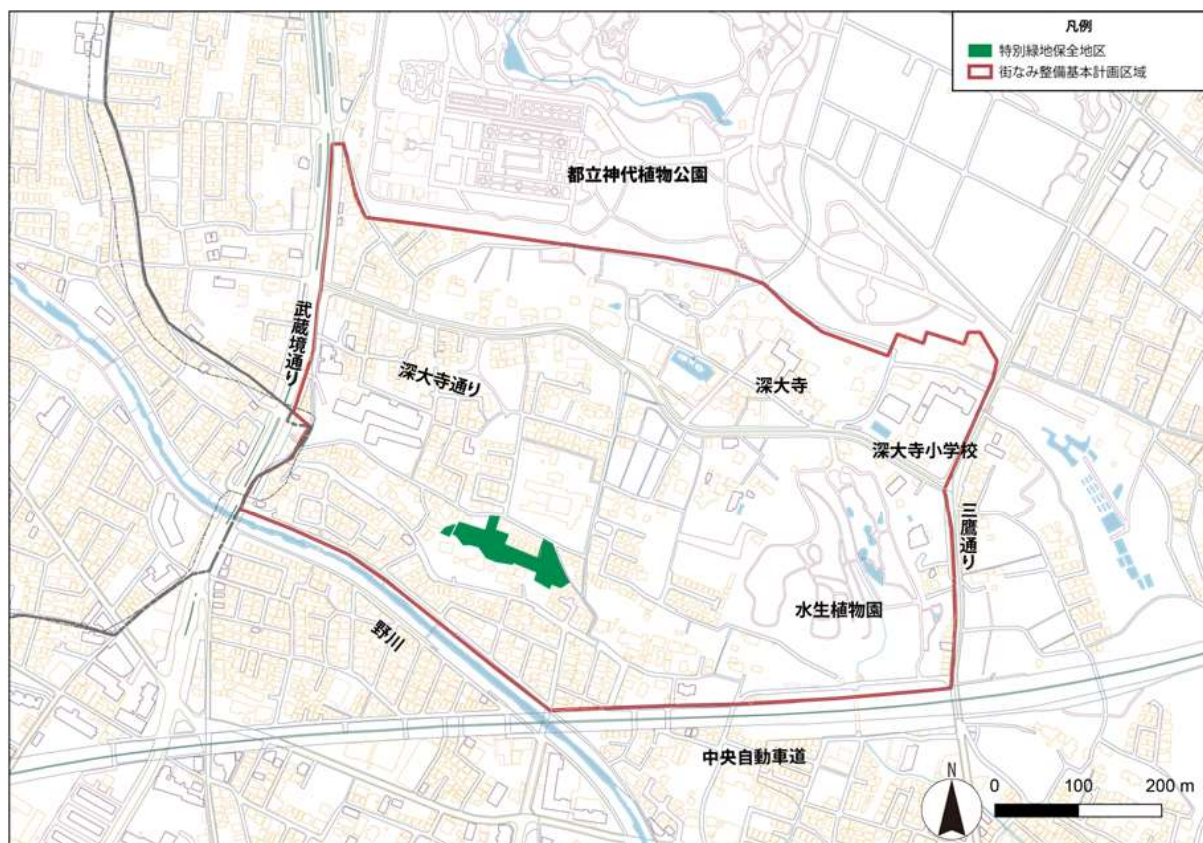 凡例
特別緑地保全地区
街なみ整備基本計画区域
都立神代植物公園
武蔵境通り
深大寺通り
深大寺
深大寺小学校
三鷹通り
水生植物園
野川
中央自動車道
N
0 100 200 m